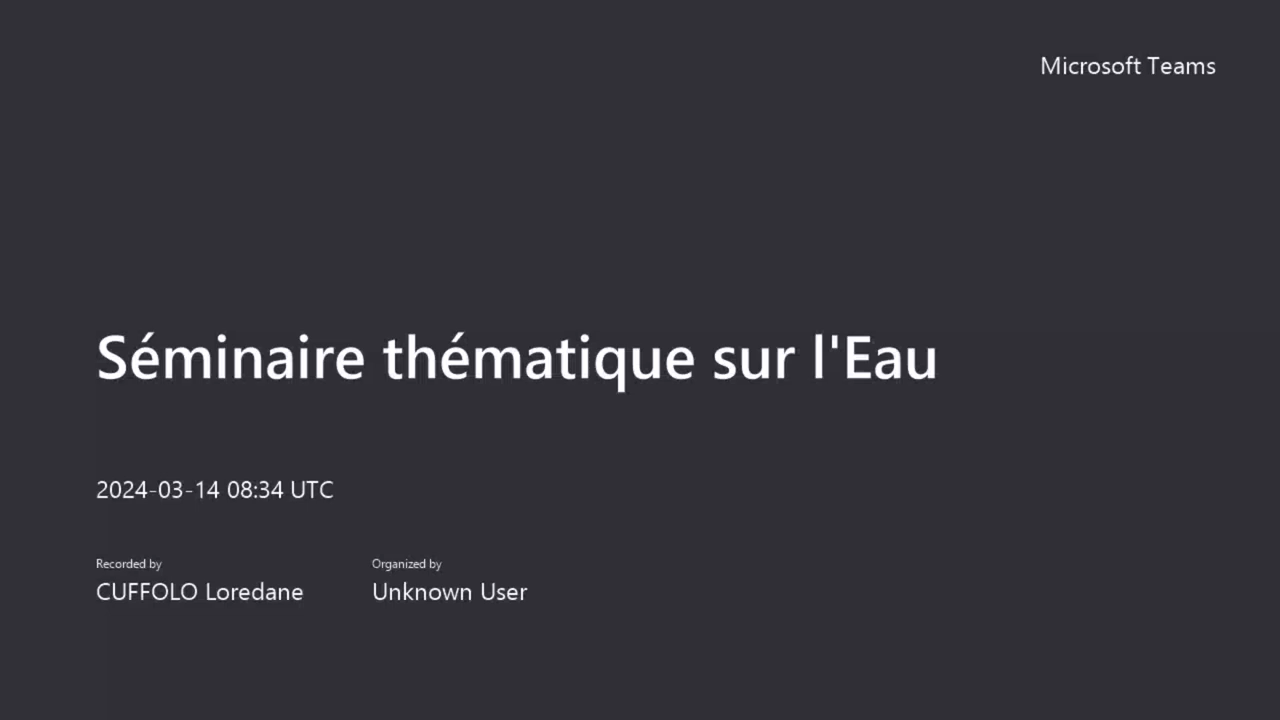 Microsoft Teams
Séminaire thématique sur l'Eau
2024-03-14 08:34 UTC
Recorded by
CUFFOLO Loredane
Organized by
Unknown User